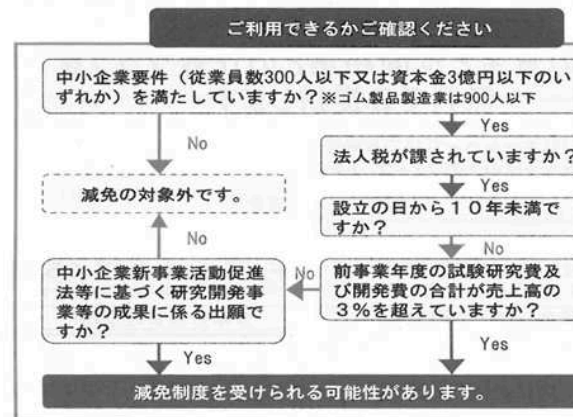 ご利用できるかご確認ください
中小企業要件（従業員数300人以下又は資本金3億円以下のい
ずれか）を満たしていますか？※ゴム製品製造業は900人以下
No
Yes
法人税が課されていますか？
減免の対象外です。
Yes
設立の日から１０年未満で
すか？
No
No
中小企業新事業活動促進
法等に基づく研究開発事
業等の成果に係る出願で
すか？
No
前事業年度の試験研究費及
び開発費の合計が売上高の
３％を超えていますか？
Yes
Yes
減免制度を受けられる可能性があります。